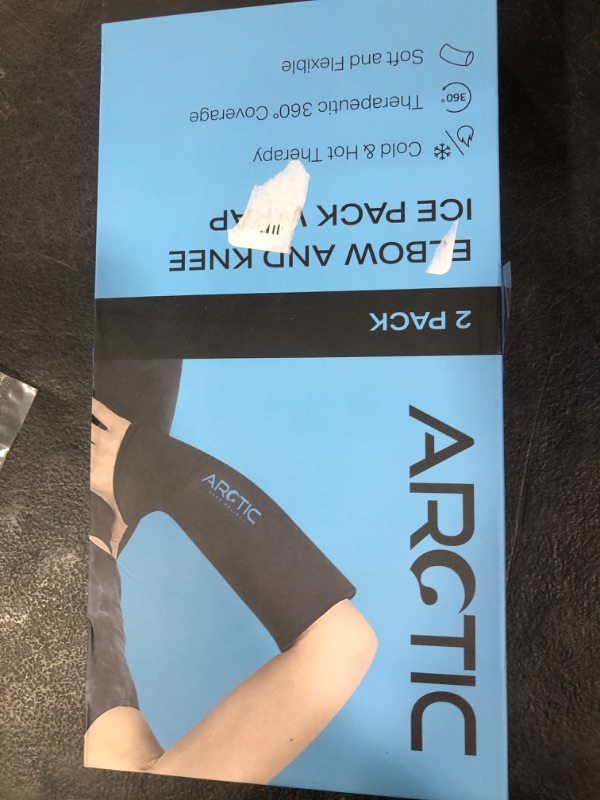 ARCTIC
2 PACK
ELBOW AND KNEE
ICE PACK WRAP
Cold & Hot Therapy
360°
Therapeutic 360° Coverage
Soft and Flexible
ARCTIC